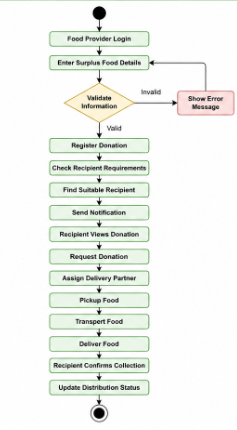 Food Provider Login
Enter Surplus Food Details
Validate
Information
Invalid
Show Error
Message
Valid
Register Donation
Check Recipient Requirements
Find Suitable Recipient
Send Notification
Recipient Views Donation
Request Donation
Assign Delivery Partner
Pickup Food
Transport Food
Deliver Food
Recipient Confirms Collection
Update Distribution Status